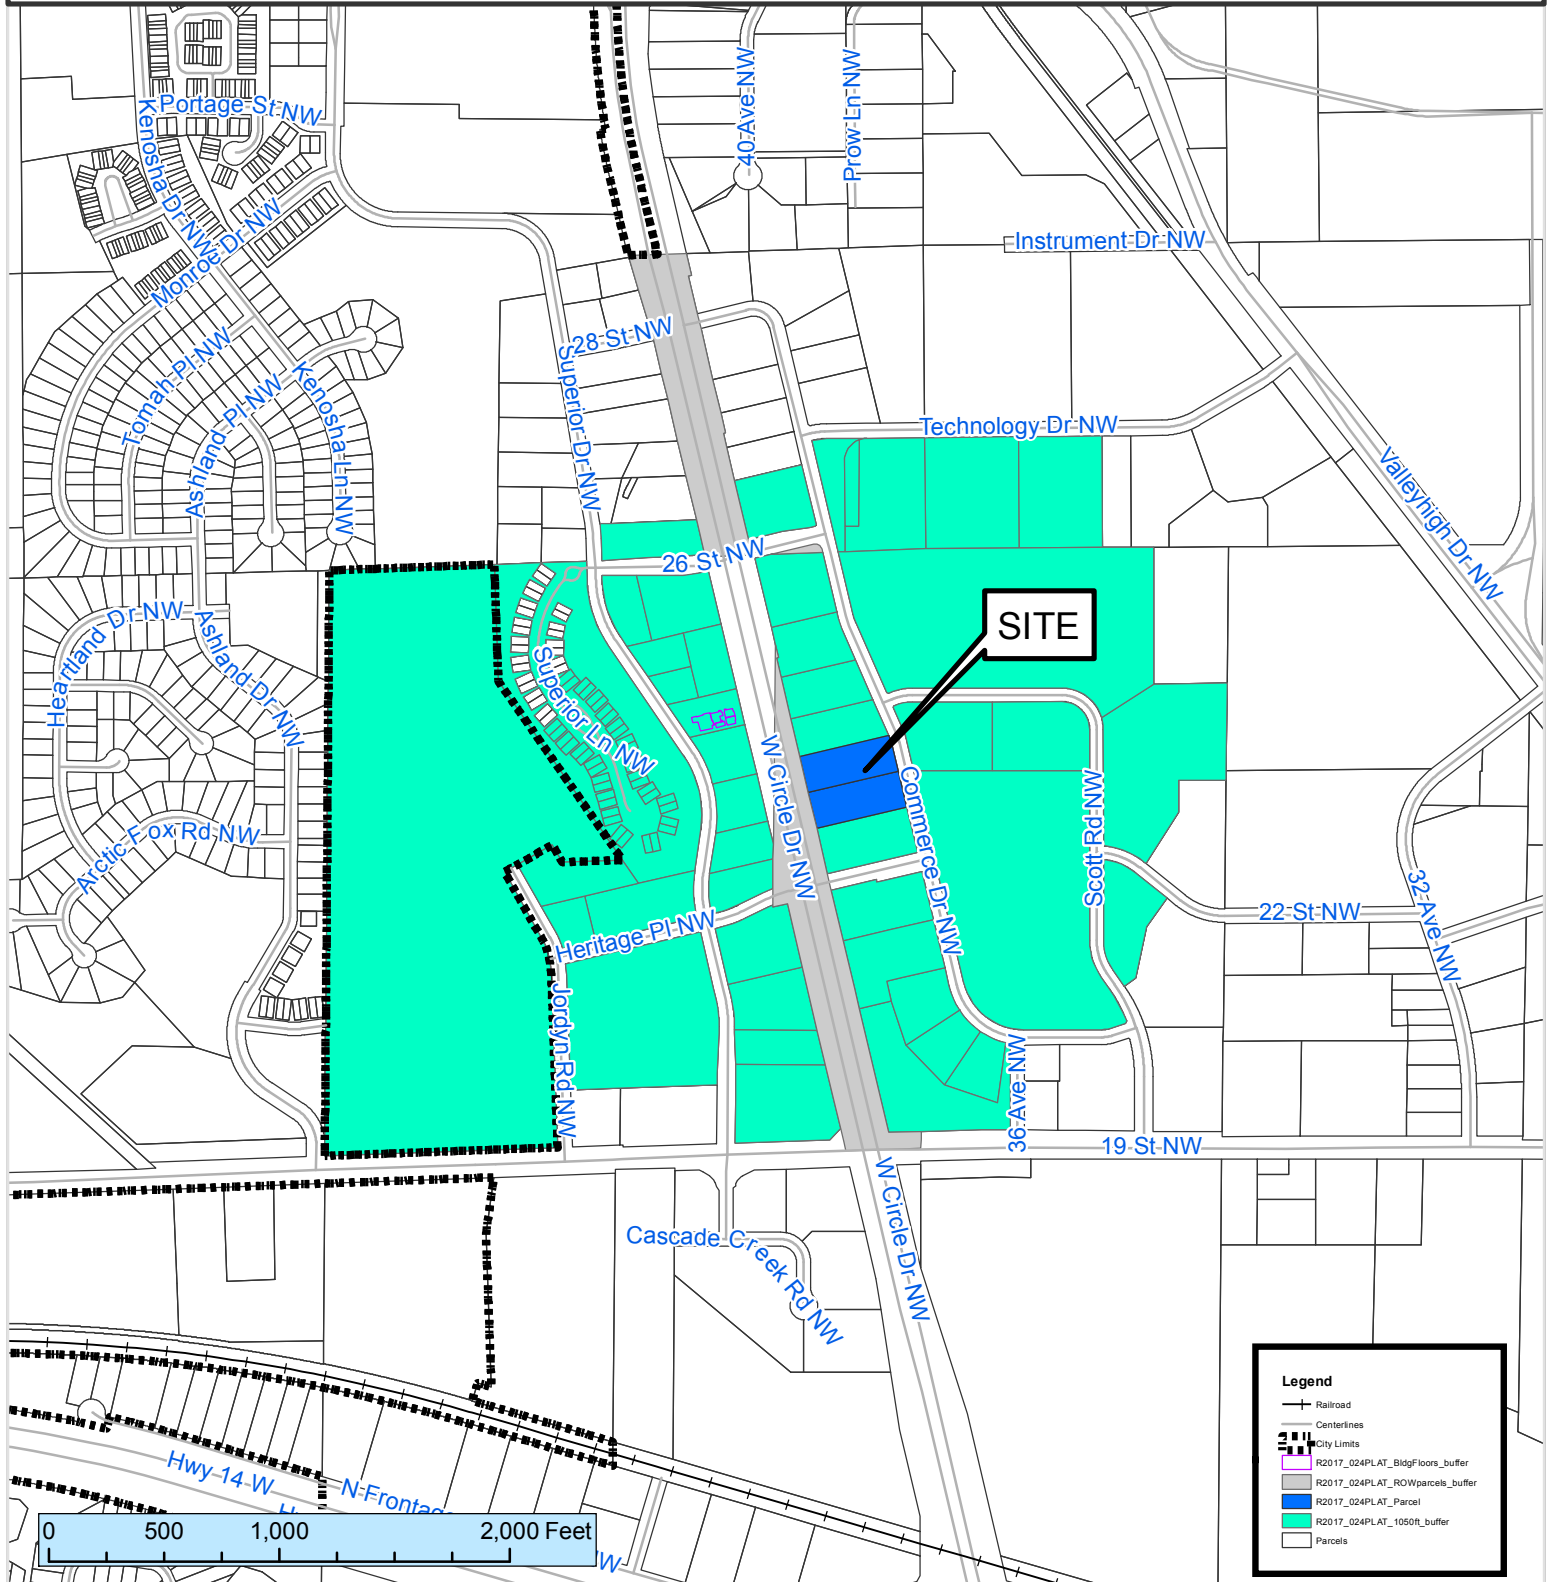 40 Ave NW
Prow Ln NW
Portage St NW
Kenosha Dr NW
Monroe Dr NW
Instrument Dr NW
28 St NW
Tomah Pl NW
Ashland Pl NW
Kenosha Ln NW
Superior Dr NW
Technology Dr NW
Valleyhigh Dr NW
26 St NW
SITE
Heartland Dr NW
Ashland Dr NW
Superior Ln NW
W Circle Dr NW
Commerce Dr NW
Scott Rd NW
Arctic Fox Rd NW
32 Ave NW
22 St NW
Heritage Pl NW
Jordyn Rd NW
36 Ave NW
19 St NW
W Circle Dr NW
Cascade Creek Rd NW
Hwy 14 W
N Frontag
H
W
0 500 1,000 2,000 Feet
Legend
Railroad
Centerlines
City Limits
R2017_024PLAT_BldgFloors_buffer
R2017_024PLAT_ROWparcels_buffer
R2017_024PLAT_Parcel
R2017_024PLAT_1050ft_buffer
Parcels